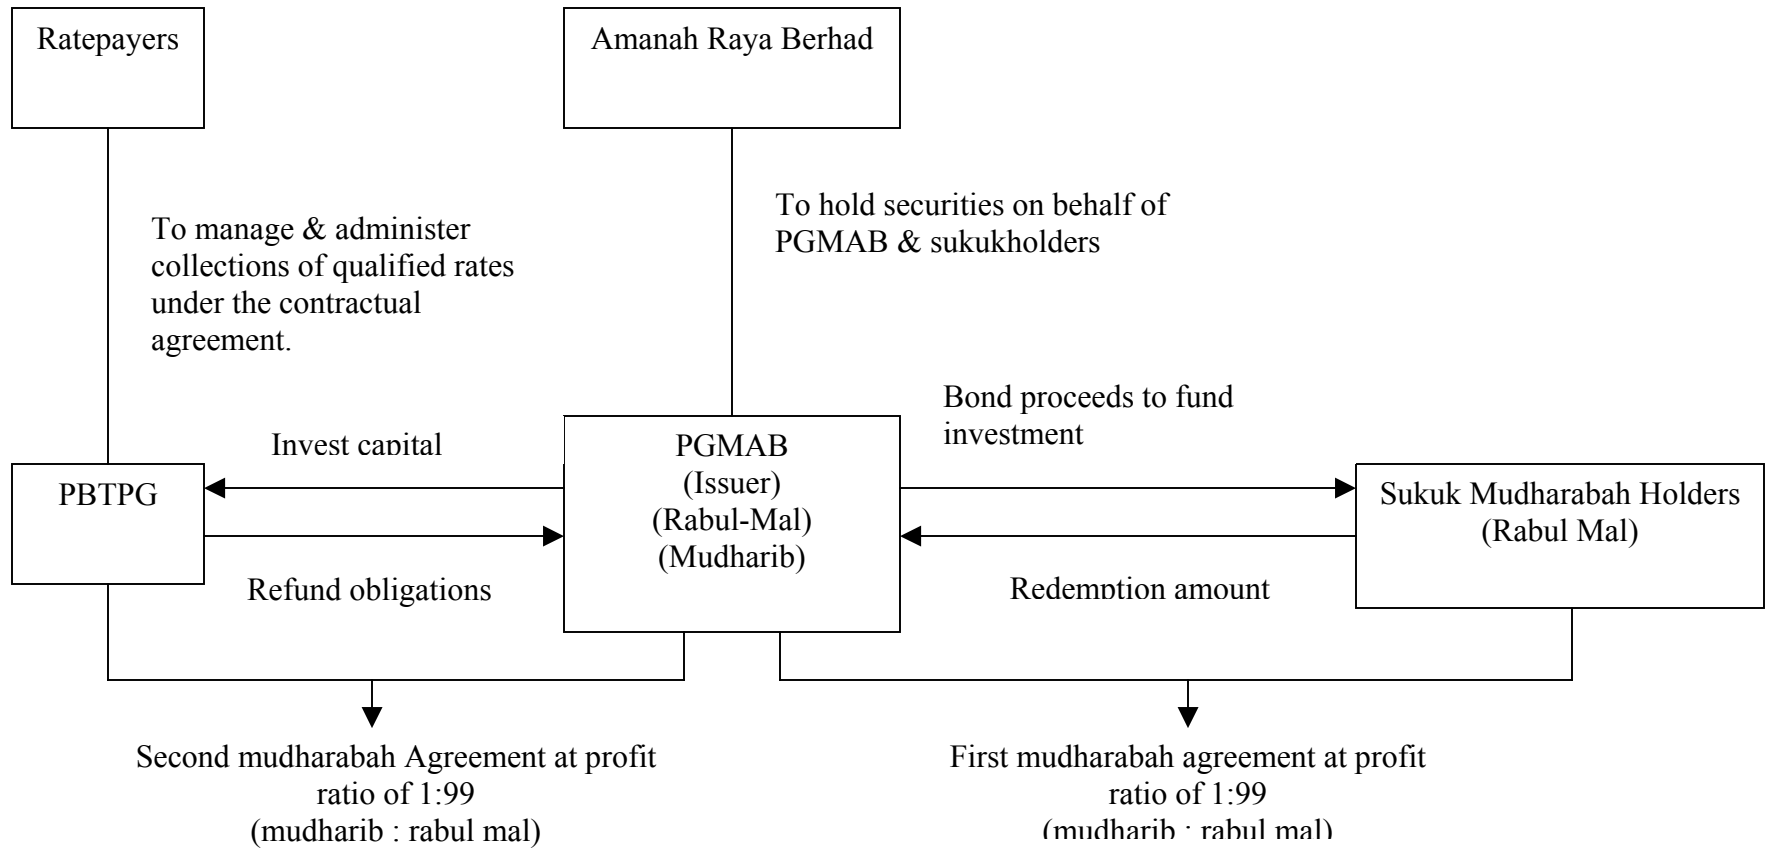 Ratepayers
Amanah Raya Berhad
To manage & administer
collections of qualified rates
under the contractual
agreement.
To hold securities on behalf of
PGMAB & sukukholders
Invest capital
Bond proceeds to fund
investment
PBTPG
PGMAB
(Issuer)
(Rabul-Mal)
(Mudharib)
Sukuk Mudharabah Holders
(Rabul Mal)
Refund obligations
Redemption amount
Second mudharabah Agreement at profit
ratio of 1:99
(mudharib : rabul mal)
First mudharabah agreement at profit
ratio of 1:99
(mudharib : rabul mal)